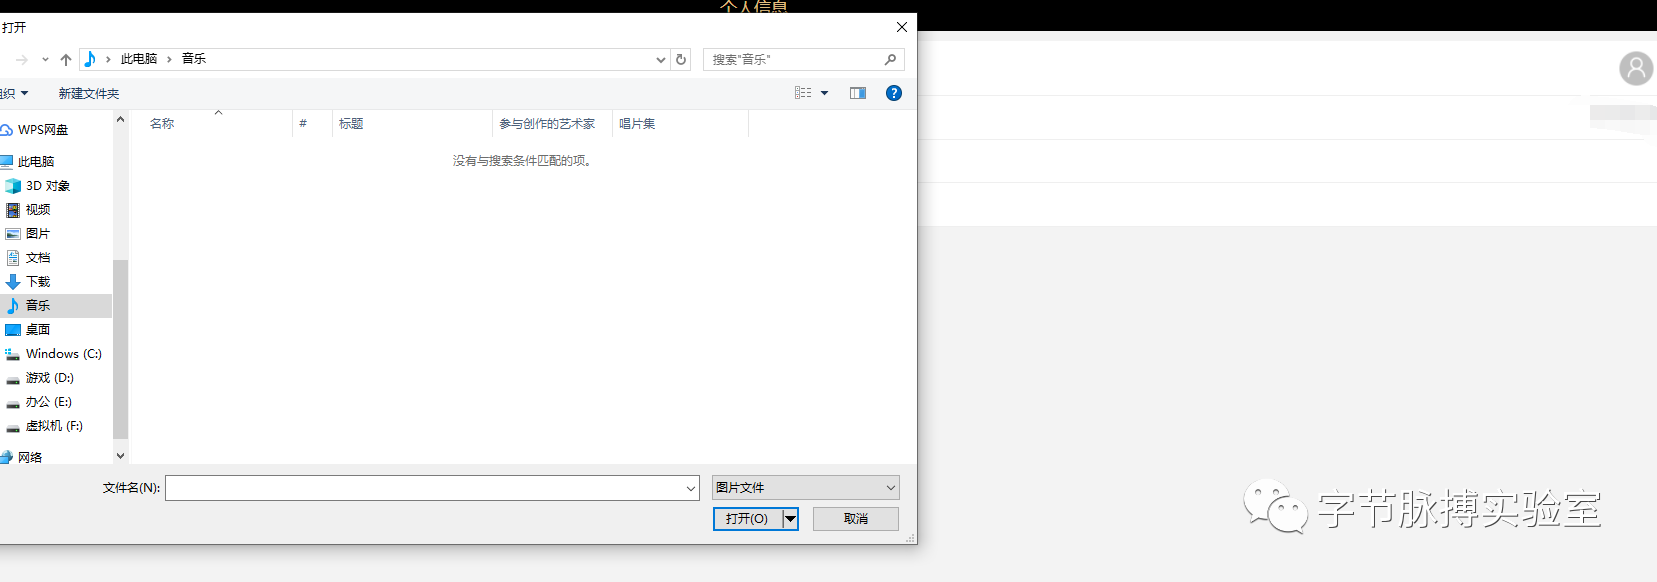 个人信息
打开
此电脑 › 音乐
搜索"音乐"
组织
新建文件夹
WPS网盘
此电脑
3D 对象
视频
图片
文档
下载
音乐
桌面
Windows (C:)
游戏 (D:)
办公 (E:)
虚拟机 (F:)
网络
名称 # 标题 参与创作的艺术家 唱片集
没有与搜索条件匹配的项。
文件名(N):
图片文件
打开(O)
取消
字节脉搏实验室